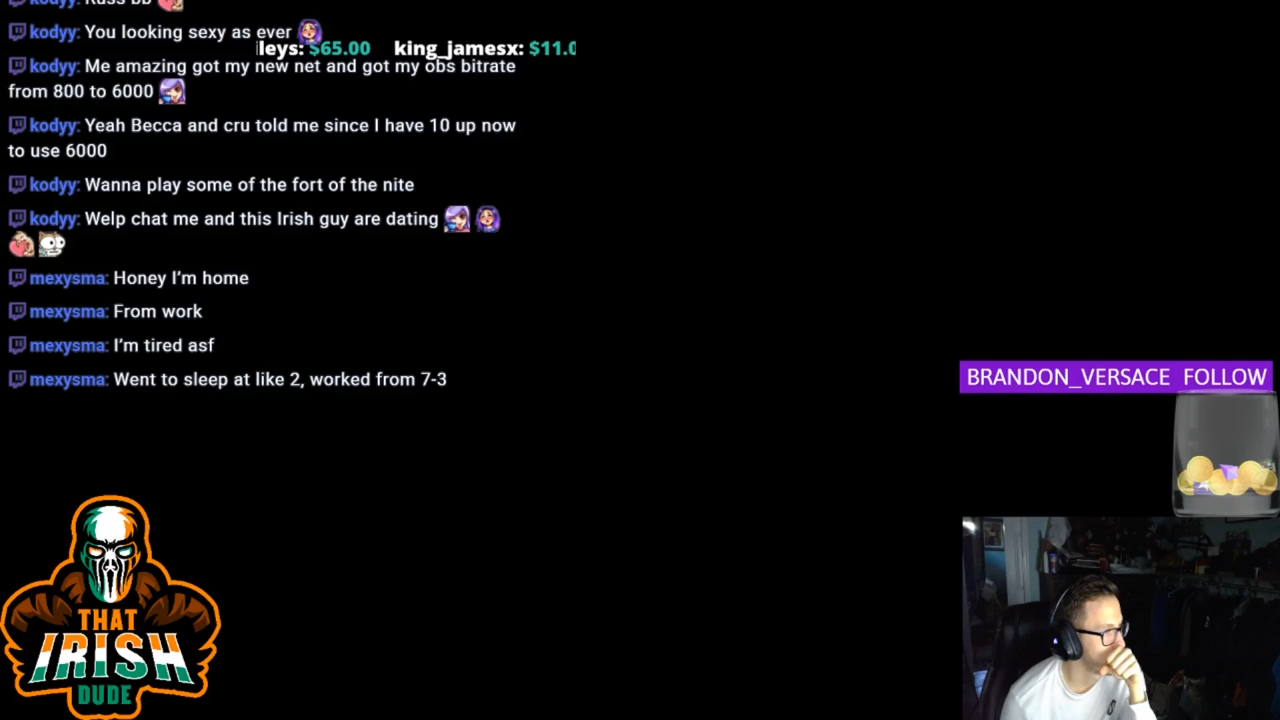 kodyy: Russ bb
kodyy: You looking sexy as ever
leys: $65.00 king_jamesx: $11.0
kodyy: Me amazing got my new net and got my obs bitrate
from 800 to 6000
kodyy: Yeah Becca and cru told me since I have 10 up now
to use 6000
kodyy: Wanna play some of the fort of the nite
kodyy: Welp chat me and this Irish guy are dating
mexysma: Honey I’m home
mexysma: From work
mexysma: I’m tired asf
mexysma: Went to sleep at like 2, worked from 7-3
BRANDON_VERSACE FOLLOW
THAT
IRISH
DUDE